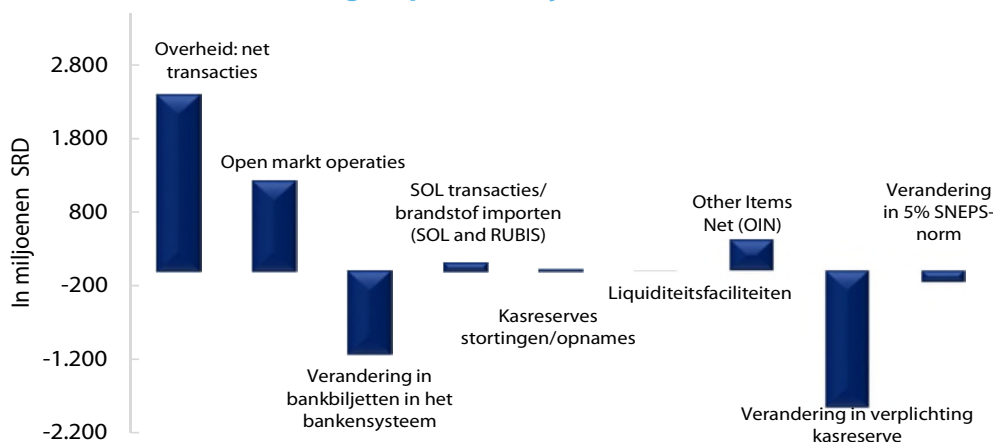 2.800
1.800
800
-200
-1.200
-2.200
In miljoenen SRD
Overheid: net
transacties
Open markt operaties
Verandering in
bankbiljetten in het
bankensysteem
SOL transacties/
brandstof importen
(SOL and RUBIS)
Kasreserves
stortingen/opnames
Liquiditeitsfaciliteiten
Other Items
Net (OIN)
Verandering in verplichting
kasreserve
Verandering
in 5% SNEPS-
norm